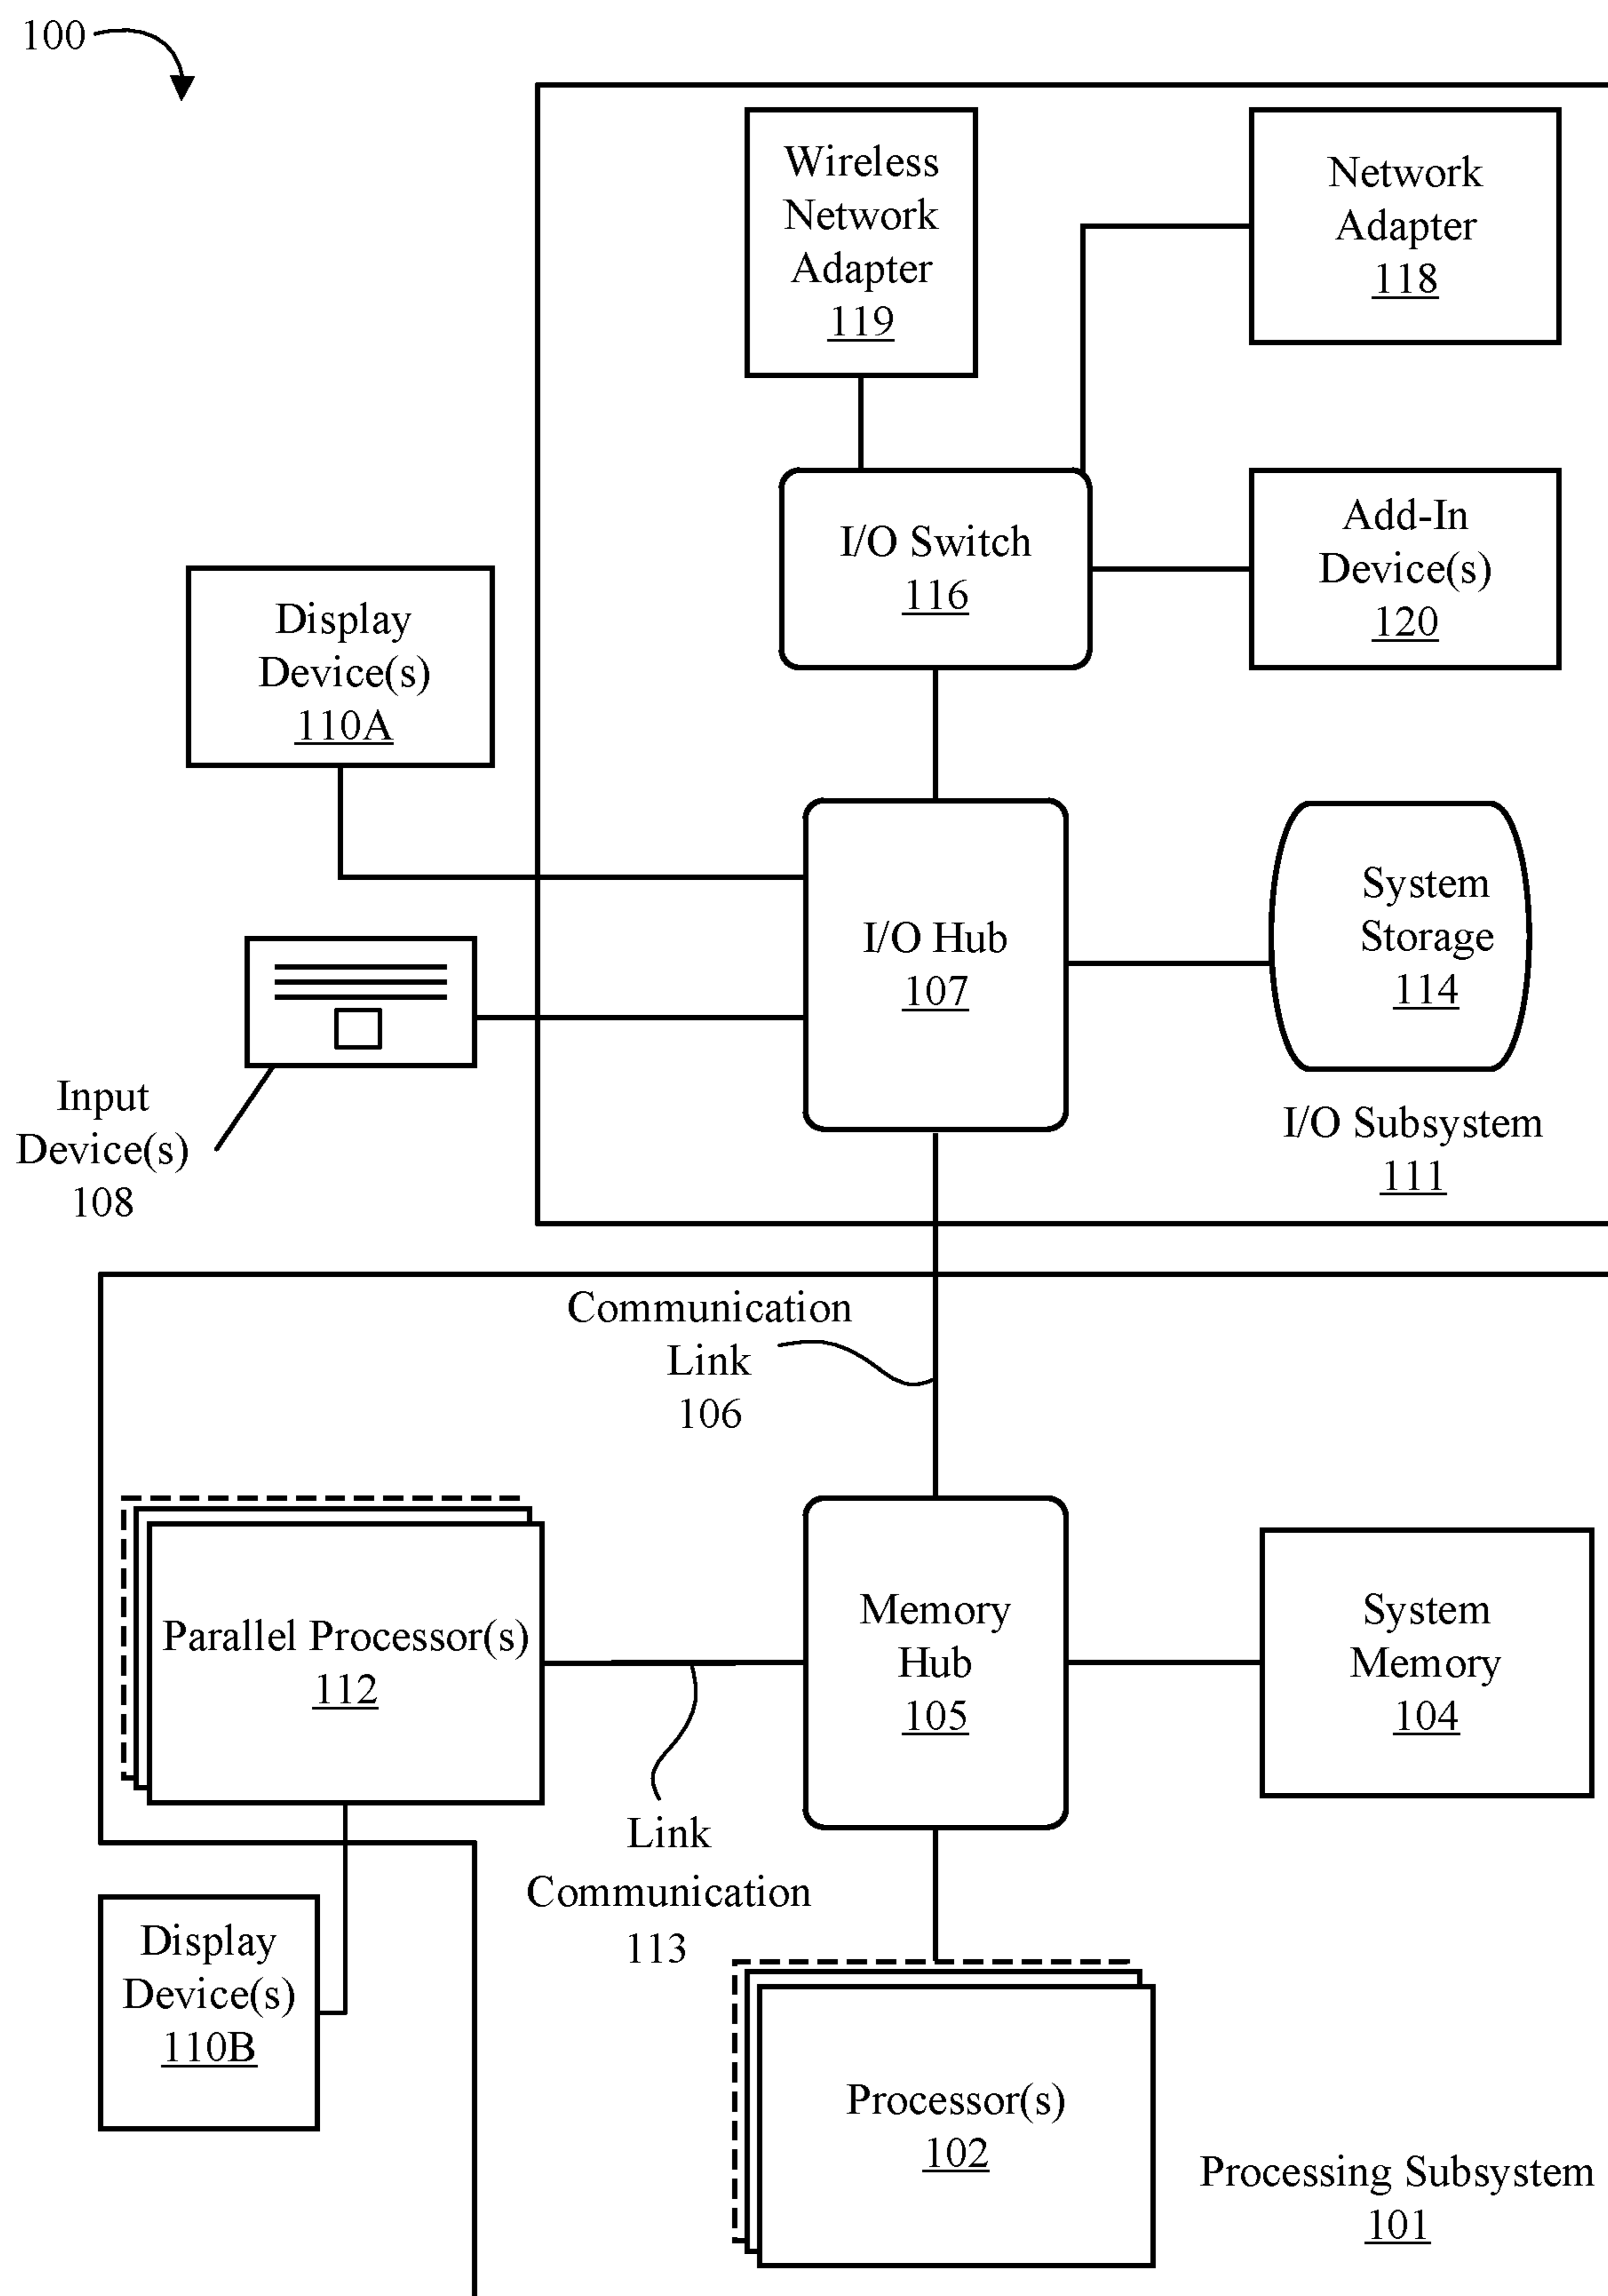 100
Wireless
Network
Adapter
119
Network
Adapter
118
I/O Switch
116
Add-In
Device(s)
120
Display
Device(s)
110A
I/O Hub
107
System
Storage
114
Input
Device(s)
108
I/O Subsystem
111
Communication
Link
106
Parallel Processor(s)
112
Memory
Hub
105
System
Memory
104
Link
Communication
113
Display
Device(s)
110B
Processor(s)
102
Processing Subsystem
101